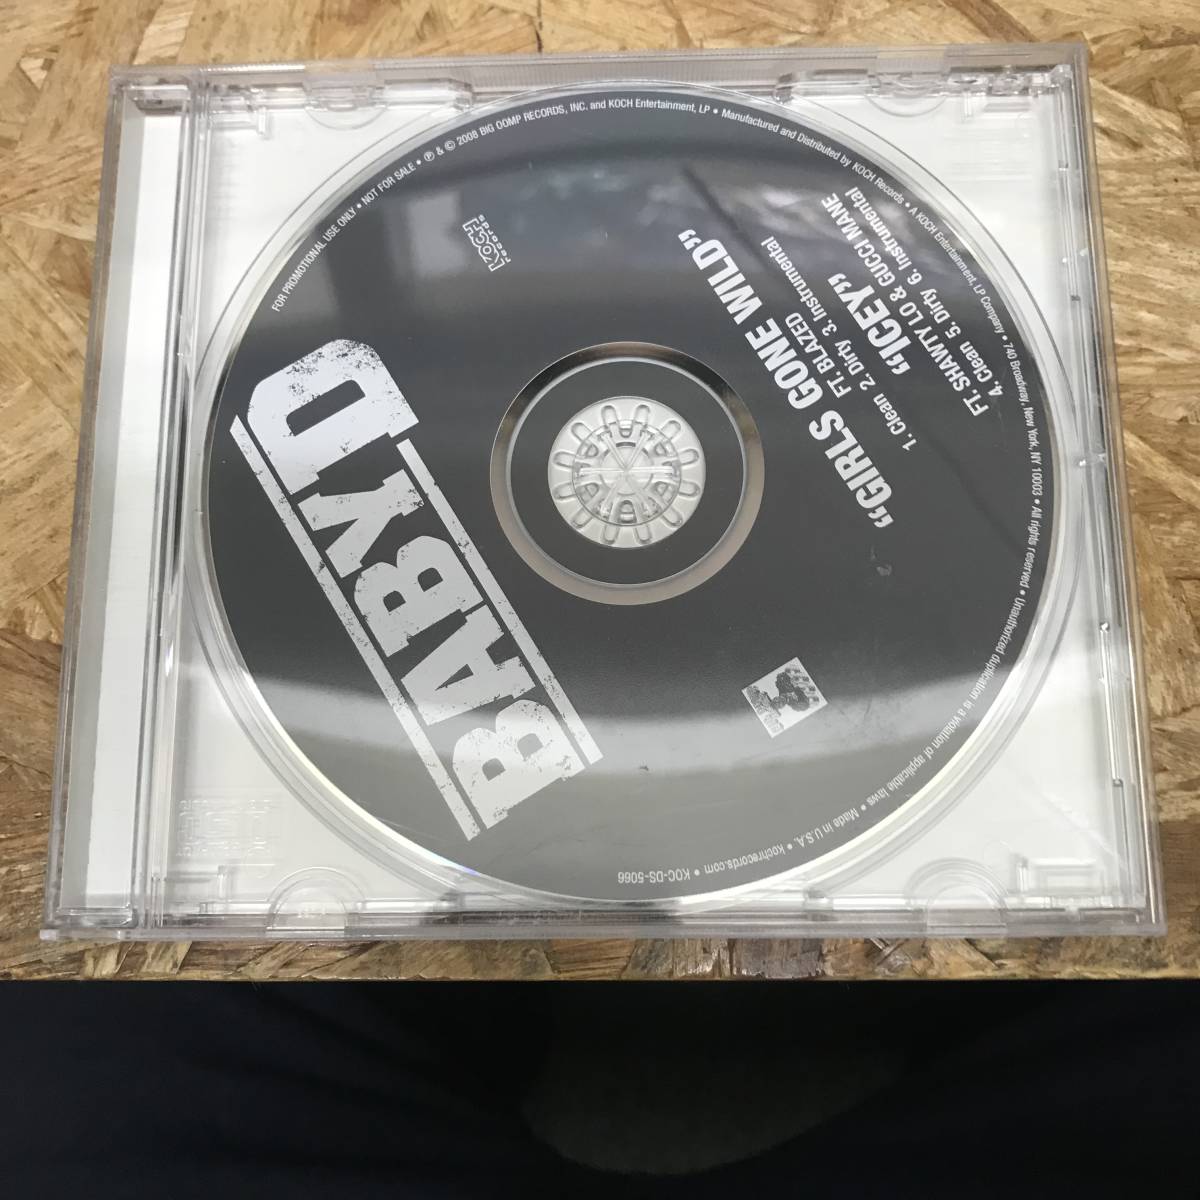 BABY D
"GIRLS GONE WILD"
FT. BLAZED
1. Clean 2. Dirty 3. Instrumental
"ICEY"
FT. SHAWTY LO & GUCCI MANE
4. Clean 5. Dirty 6. Instrumental
KOCH
records
FOR PROMOTIONAL USE ONLY • NOT FOR SALE • ℗ & © 2008 BIG OOMP RECORDS, INC. and KOCH Entertainment, LP • Manufactured and Distributed by KOCH Records • A KOCH Entertainment, LP Company • 740 Broadway, New York, NY 10003 • All rights reserved • Unauthorized duplication is a violation of applicable laws • Made in U.S.A. • kochrecords.com • KOC-DS-5066